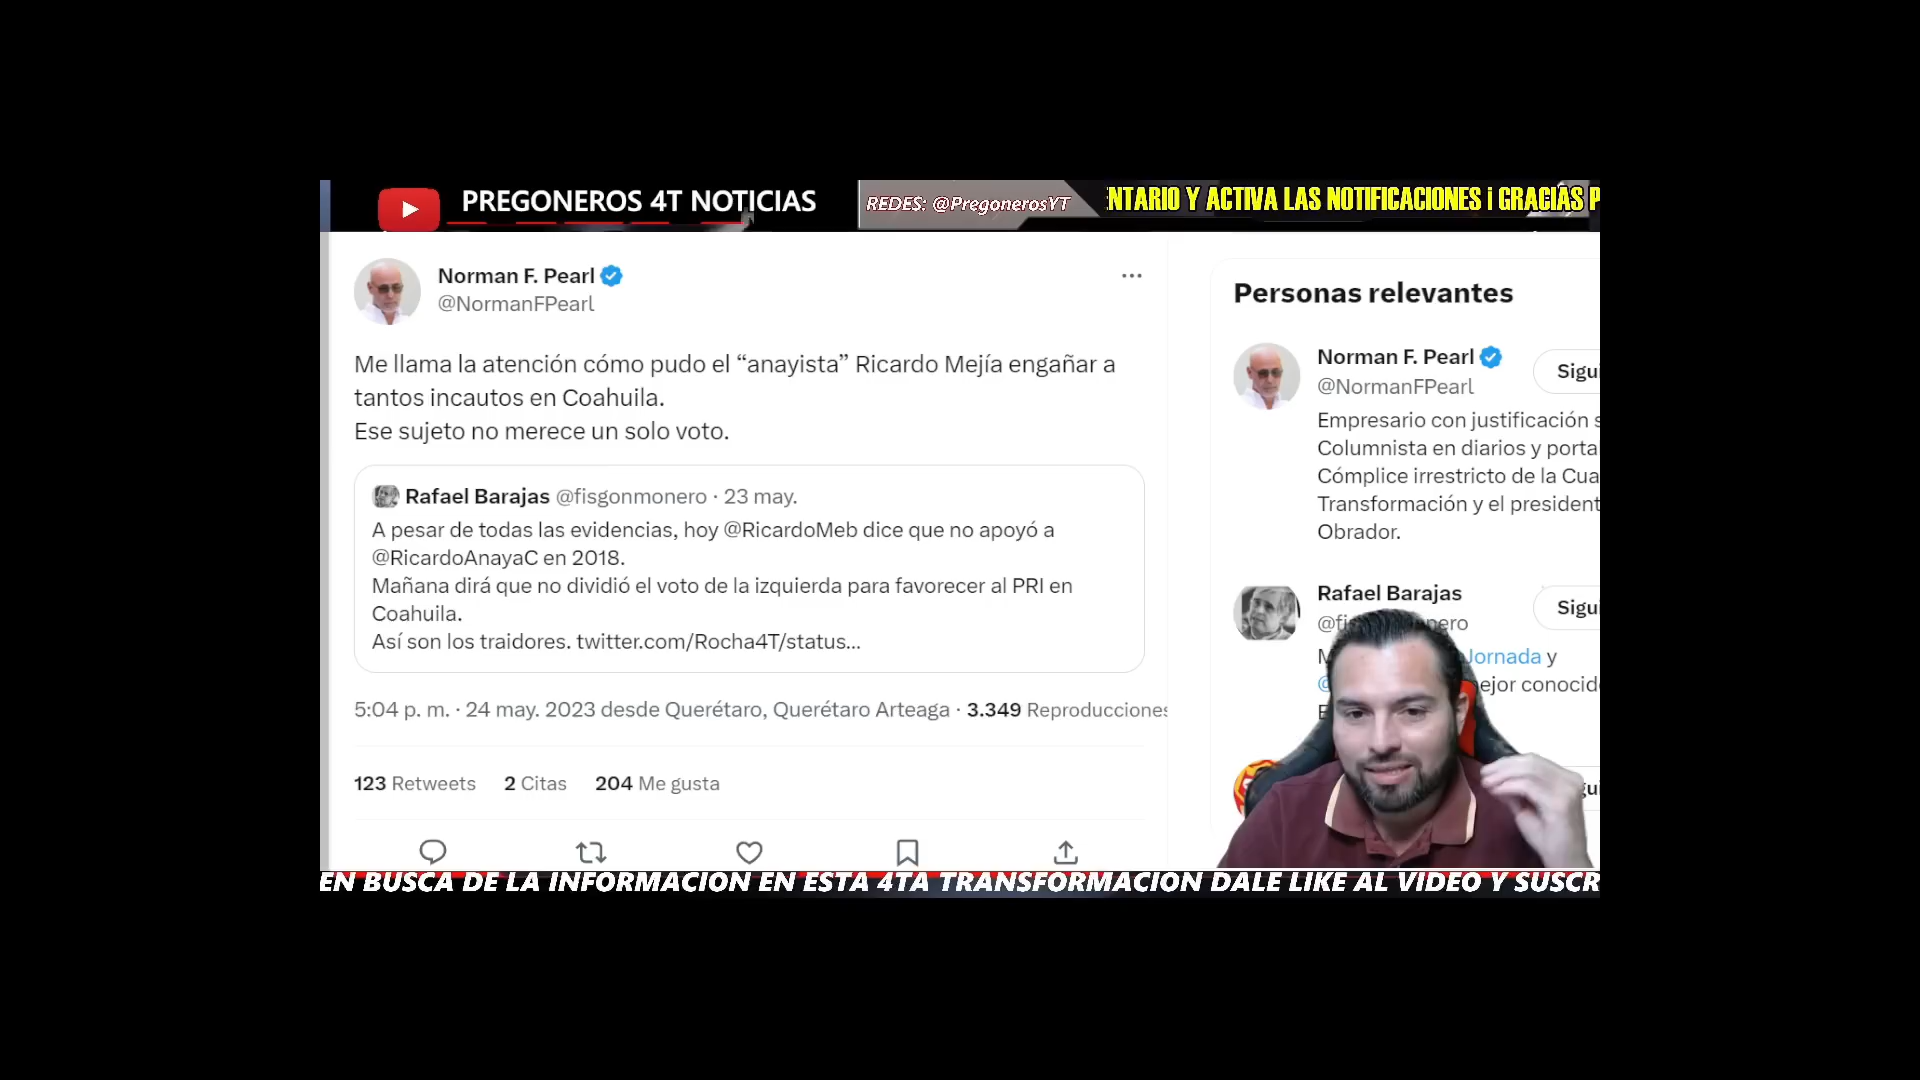 PREGONEROS 4T NOTICIAS
REDES: @PregonerosYT
NTARIO Y ACTIVA LAS NOTIFICACIONES ¡ GRACIAS P
Norman F. Pearl
@NormanFPearl
Me llama la atención cómo pudo el “anayista” Ricardo Mejía engañar a
tantos incautos en Coahuila.
Ese sujeto no merece un solo voto.
Rafael Barajas @fisgonmonero · 23 may.
A pesar de todas las evidencias, hoy @RicardoMeb dice que no apoyó a
@RicardoAnayaC en 2018.
Mañana dirá que no dividió el voto de la izquierda para favorecer al PRI en
Coahuila.
Así son los traidores. twitter.com/Rocha4T/status...
5:04 p. m. · 24 may. 2023 desde Querétaro, Querétaro Arteaga · 3.349 Reproducciones
123 Retweets 2 Citas 204 Me gusta
Personas relevantes
Norman F. Pearl
@NormanFPearl
Sigui
Empresario con justificación s
Columnista en diarios y porta
Cómplice irrestricto de la Cua
Transformación y el president
Obrador.
Rafael Barajas
Sigui
Jornada y
ejor conocid
EN BUSCA DE LA INFORMACION EN ESTA 4TA TRANSFORMACION DALE LIKE AL VIDEO Y SUSCR